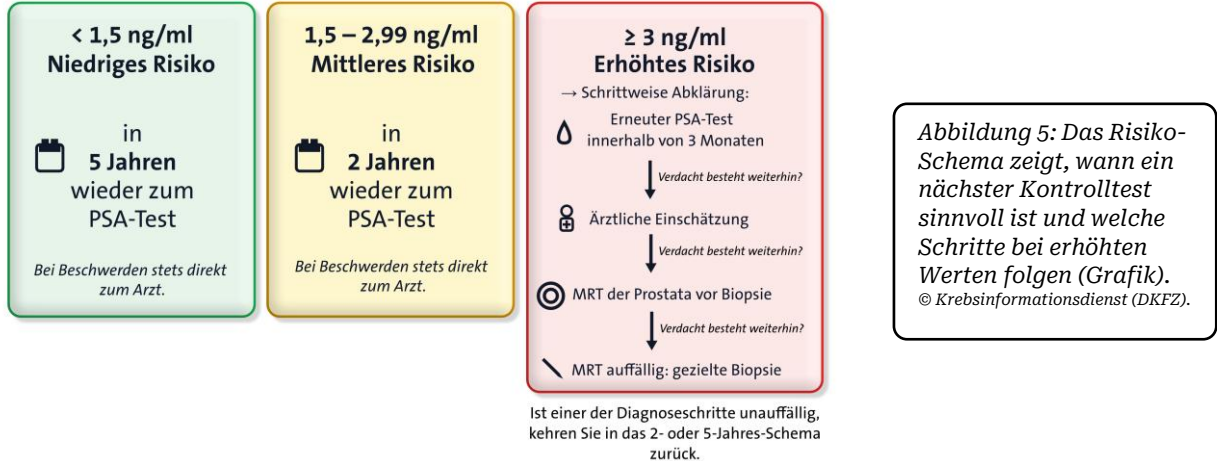 < 1,5 ng/ml
Niedriges Risiko
in
5 Jahren
wieder zum
PSA-Test
Bei Beschwerden stets direkt
zum Arzt.
1,5 – 2,99 ng/ml
Mittleres Risiko
in
2 Jahren
wieder zum
PSA-Test
Bei Beschwerden stets direkt
zum Arzt.
≥ 3 ng/ml
Erhöhtes Risiko
→ Schrittweise Abklärung:
Erneuter PSA-Test
innerhalb von 3 Monaten
Verdacht besteht weiterhin?
Ärztliche Einschätzung
Verdacht besteht weiterhin?
MRT der Prostata vor Biopsie
Verdacht besteht weiterhin?
MRT auffällig: gezielte Biopsie
Ist einer der Diagnoseschritte unauffällig,
kehren Sie in das 2- oder 5-Jahres-Schema
zurück.
Abbildung 5: Das Risiko-
Schema zeigt, wann ein
nächster Kontrolltest
sinnvoll ist und welche
Schritte bei erhöhten
Werten folgen (Grafik).
© Krebsinformationsdienst (DKFZ).